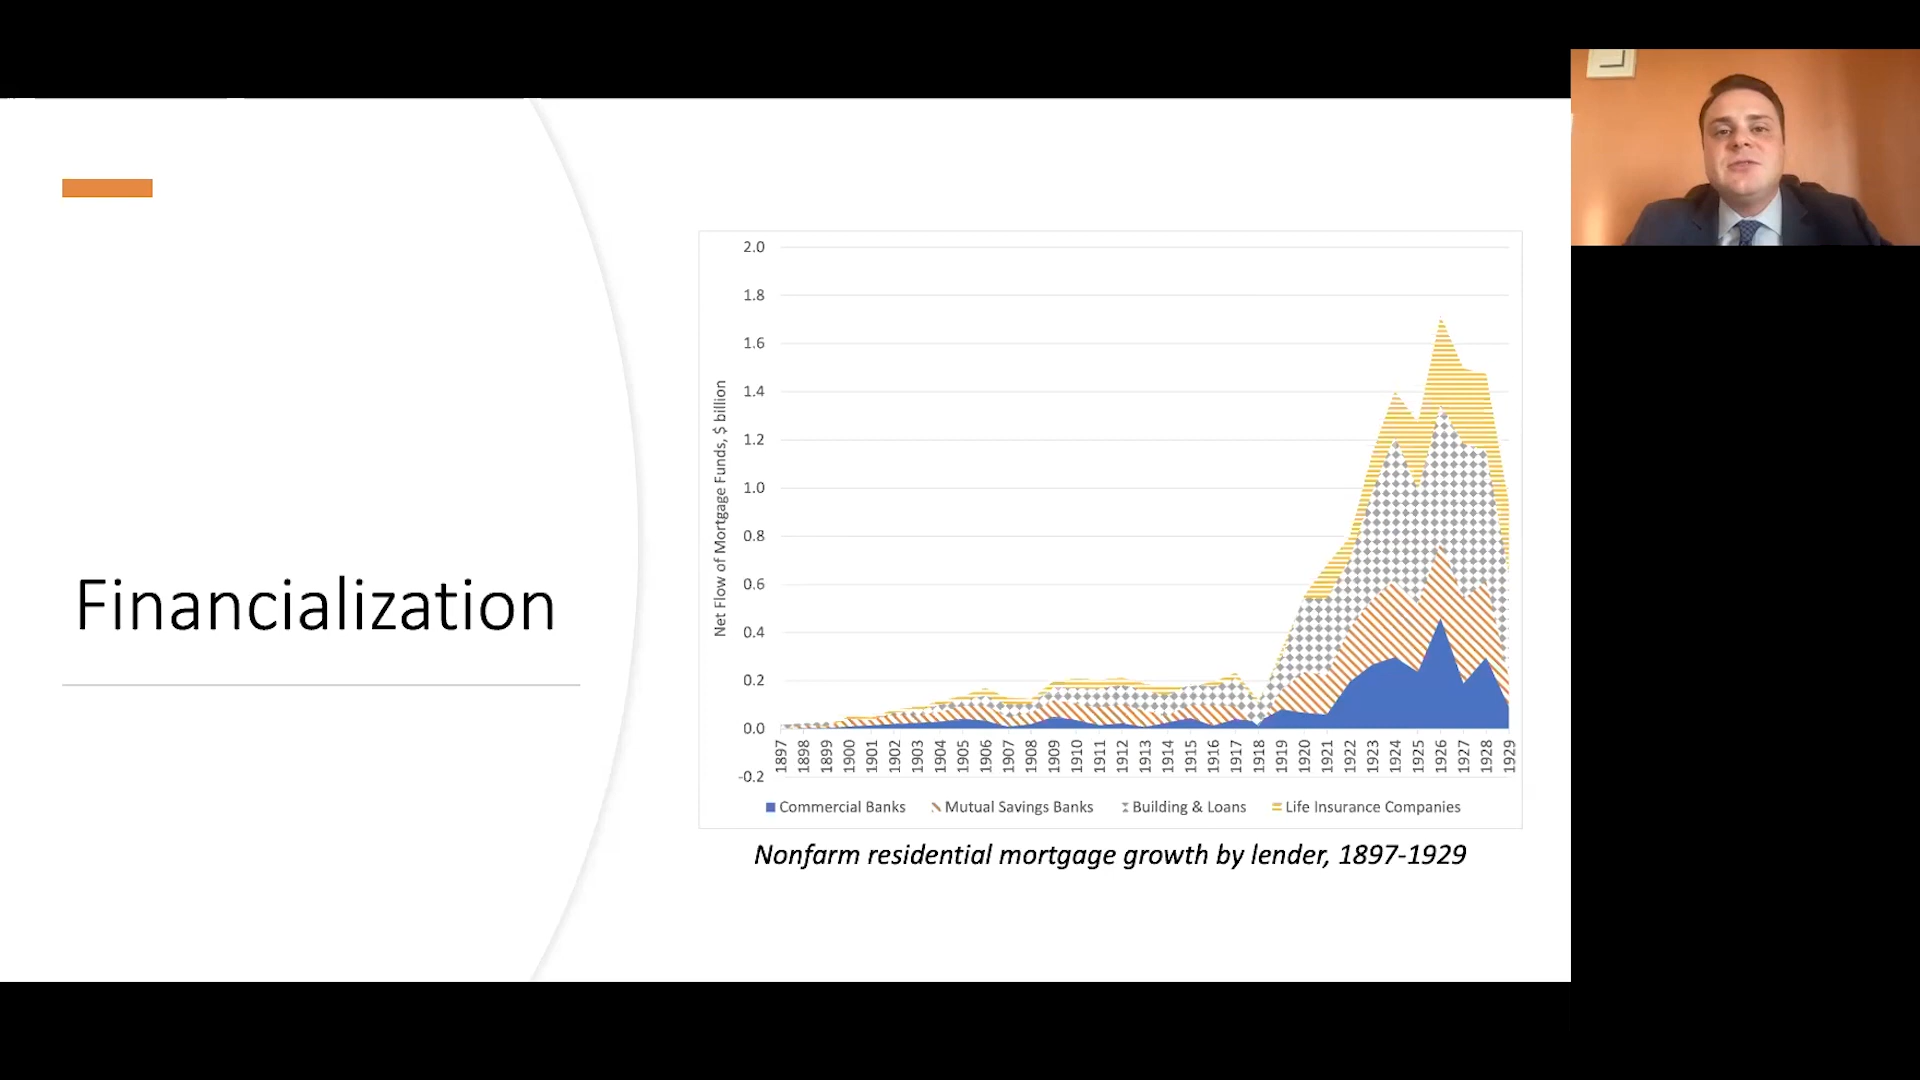 Financialization
2.0
1.8
1.6
1.4
1.2
1.0
0.8
0.6
0.4
0.2
0.0
-0.2
Net Flow of Mortgage Funds, $ billion
1897 1898 1899 1900 1901 1902 1903 1904 1905 1906 1907 1908 1909 1910 1911 1912 1913 1914 1915 1916 1917 1918 1919 1920 1921 1922 1923 1924 1925 1926 1927 1928 1929
Commercial Banks Mutual Savings Banks Building & Loans Life Insurance Companies
Nonfarm residential mortgage growth by lender, 1897-1929